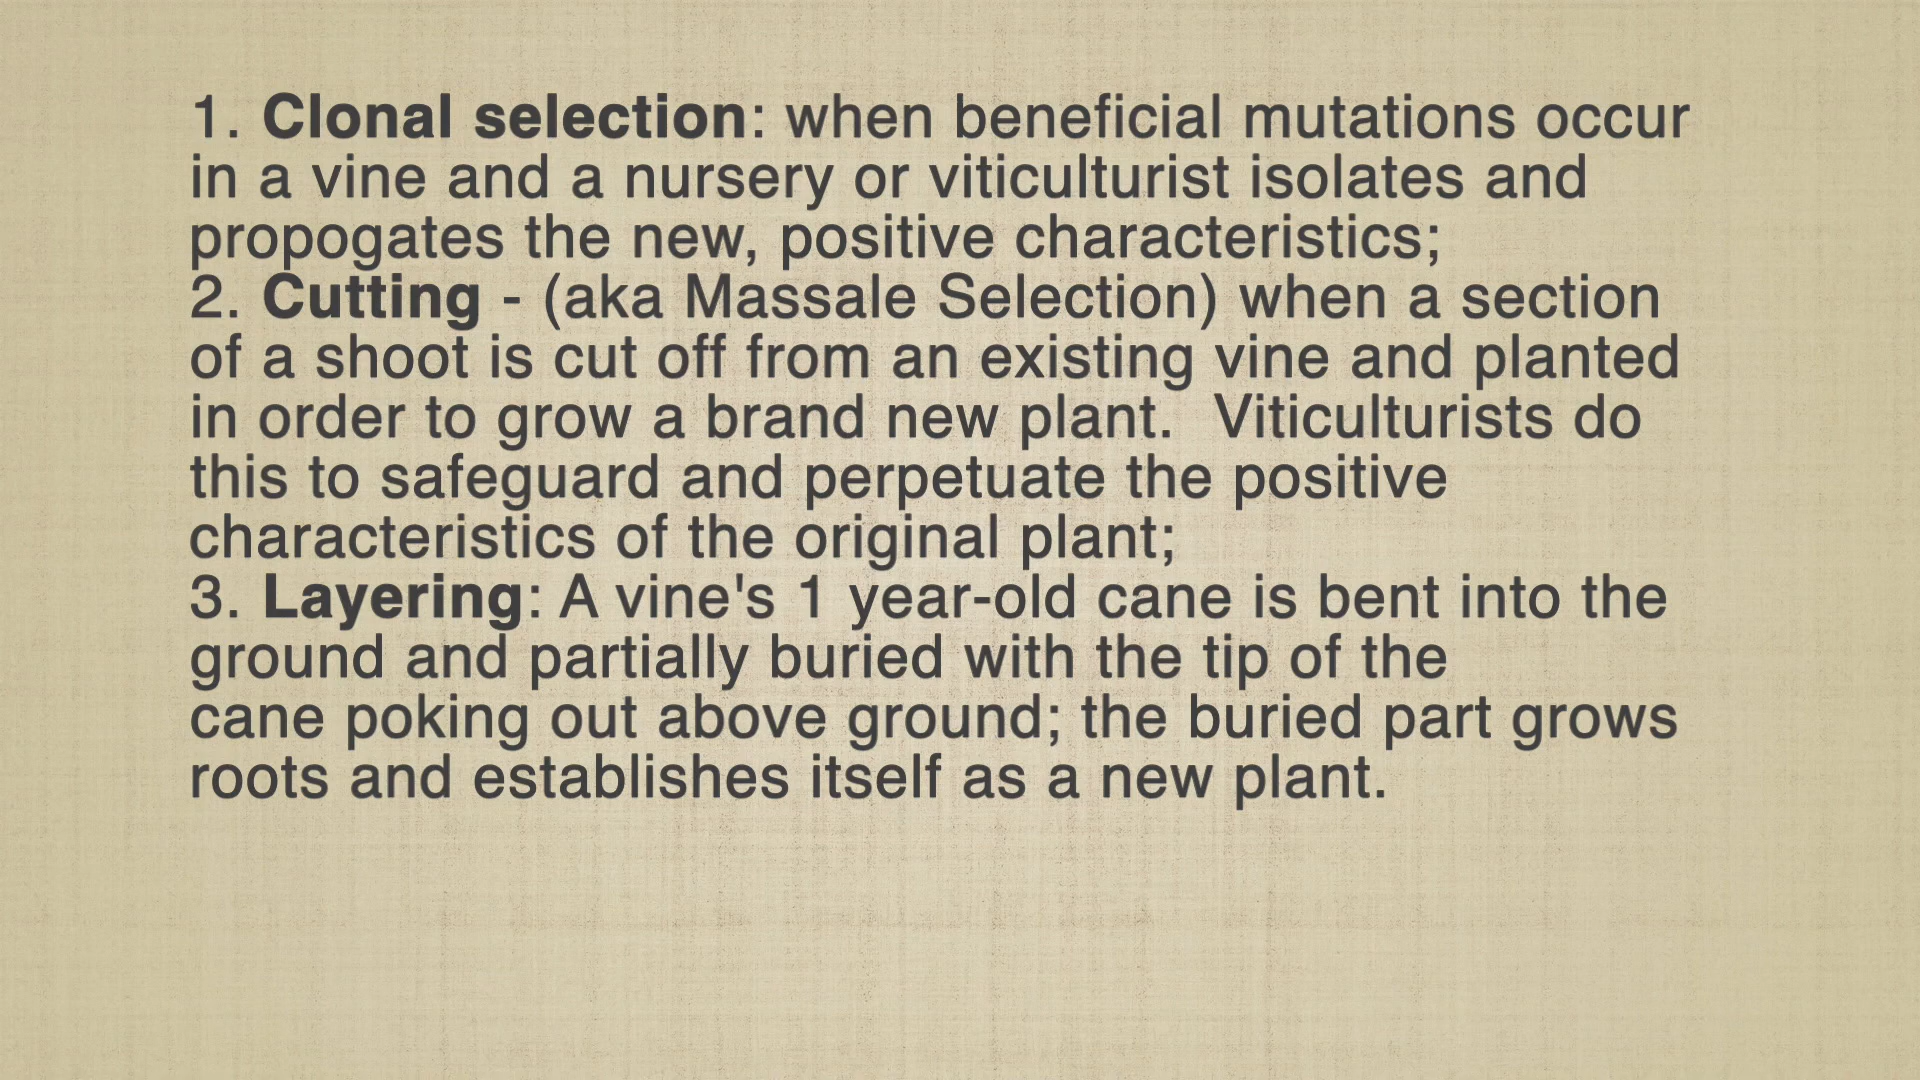 1. Clonal selection: when beneficial mutations occur
in a vine and a nursery or viticulturist isolates and
propogates the new, positive characteristics;
2. Cutting - (aka Massale Selection) when a section
of a shoot is cut off from an existing vine and planted
in order to grow a brand new plant.  Viticulturists do
this to safeguard and perpetuate the positive
characteristics of the original plant;
3. Layering: A vine's 1 year-old cane is bent into the
ground and partially buried with the tip of the
cane poking out above ground; the buried part grows
roots and establishes itself as a new plant.